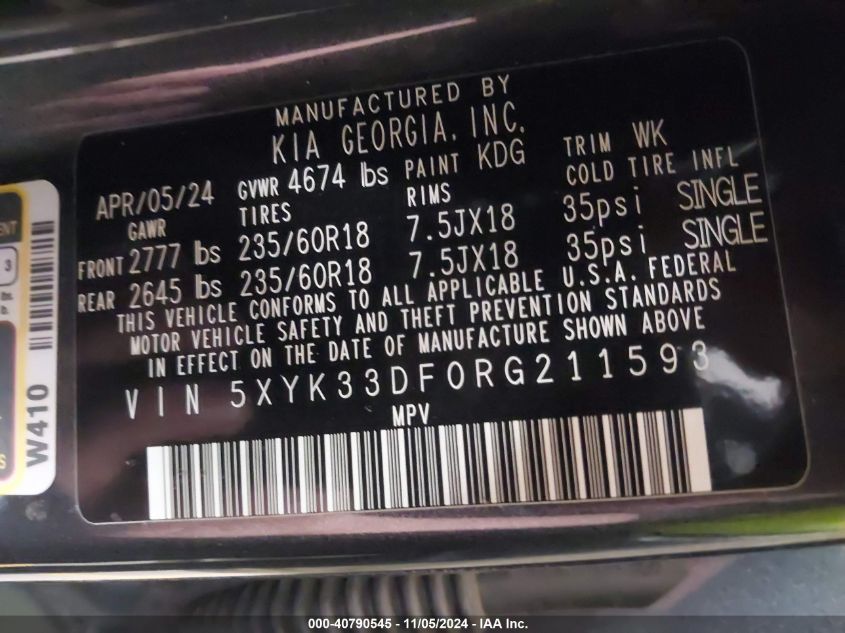 MANUFACTURED BY
KIA GEORGIA, INC.
APR/05/24 GVWR 4674 lbs PAINT KDG TRIM WK
GAWR TIRES RIMS COLD TIRE INFL
FRONT 2777 lbs 235/60R18 7.5JX18 35psi SINGLE
REAR 2645 lbs 235/60R18 7.5JX18 35psi SINGLE
THIS VEHICLE CONFORMS TO ALL APPLICABLE U.S.A. FEDERAL
MOTOR VEHICLE SAFETY AND THEFT PREVENTION STANDARDS
IN EFFECT ON THE DATE OF MANUFACTURE SHOWN ABOVE
VIN 5XYK33DF0RG211593
MPV
3
W410
000-40790545 - 11/05/2024 - IAA Inc.